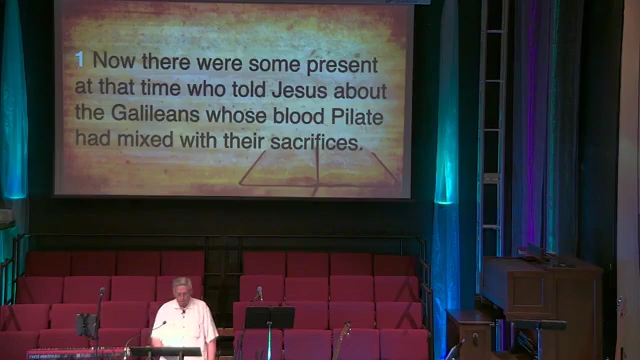 1 Now there were some present
at that time who told Jesus about
the Galileans whose blood Pilate
had mixed with their sacrifices.